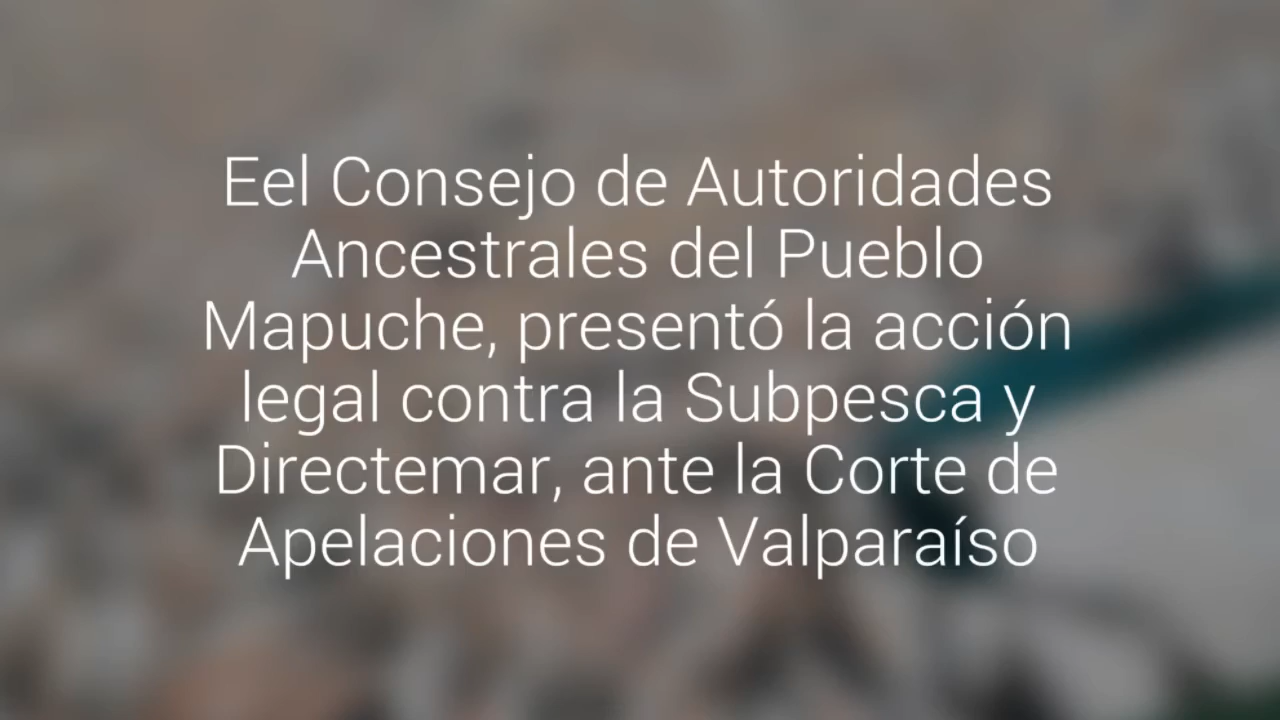 Eel Consejo de Autoridades
Ancestrales del Pueblo
Mapuche, presentó la acción
legal contra la Subpesca y
Directemar, ante la Corte de
Apelaciones de Valparaíso